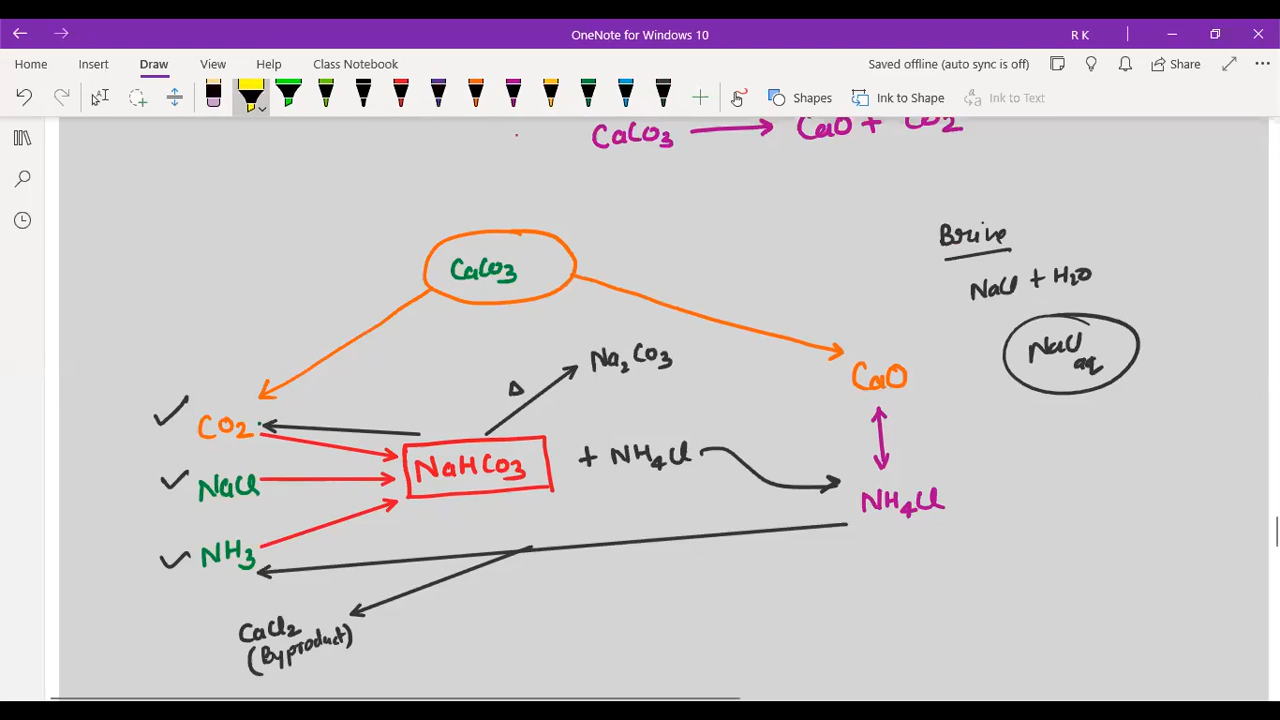 OneNote for Windows 10
R K
Home Insert Draw View Help Class Notebook
Saved offline (auto sync is off)
Share
Shapes
Ink to Shape
Ink to Text
CaCo3 → CaO + CO2
CaCo3
Brine
NaCl + H2O
NaCl aq
Na2Co3
Δ
CaO
CO2
NaHCo3 + NH4Cl
NaCl
NH4Cl
NH3
CaCl2
(Byproduct)